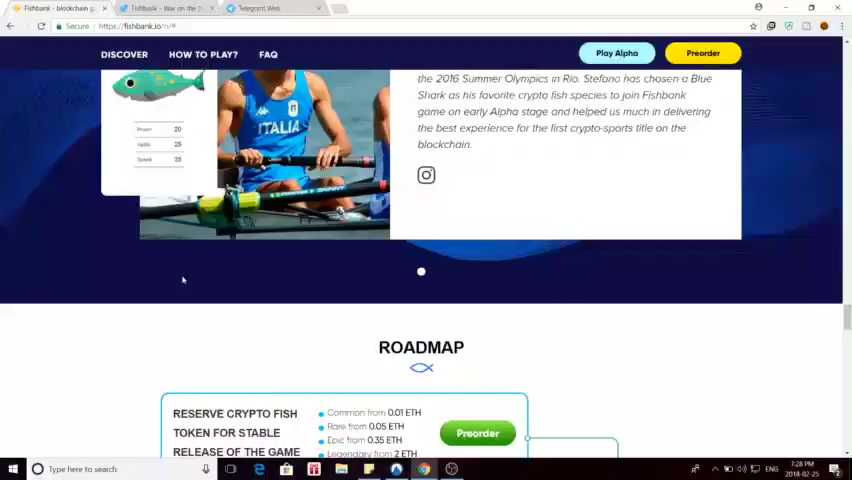 Fishbank - blockchain g
FishBank - War on the
Telegram Web
Secure
https://fishbank.io/#
DISCOVER
HOW TO PLAY?
FAQ
Play Alpha
Preorder
the 2016 Summer Olympics in Rio. Stefano has chosen a Blue
Shark as his favorite crypto fish species to join Fishbank
game on early Alpha stage and helped us much in delivering
the best experience for the first crypto-sports title on the
blockchain.
Power 20
Agility 25
Speed 35
ITALIA
ROADMAP
RESERVE CRYPTO FISH
TOKEN FOR STABLE
RELEASE OF THE GAME
Common from 0.01 ETH
Rare from 0.05 ETH
Epic from 0.35 ETH
Legendary from 2 ETH
Preorder
Type here to search
ENG
7:28 PM
2018-02-25